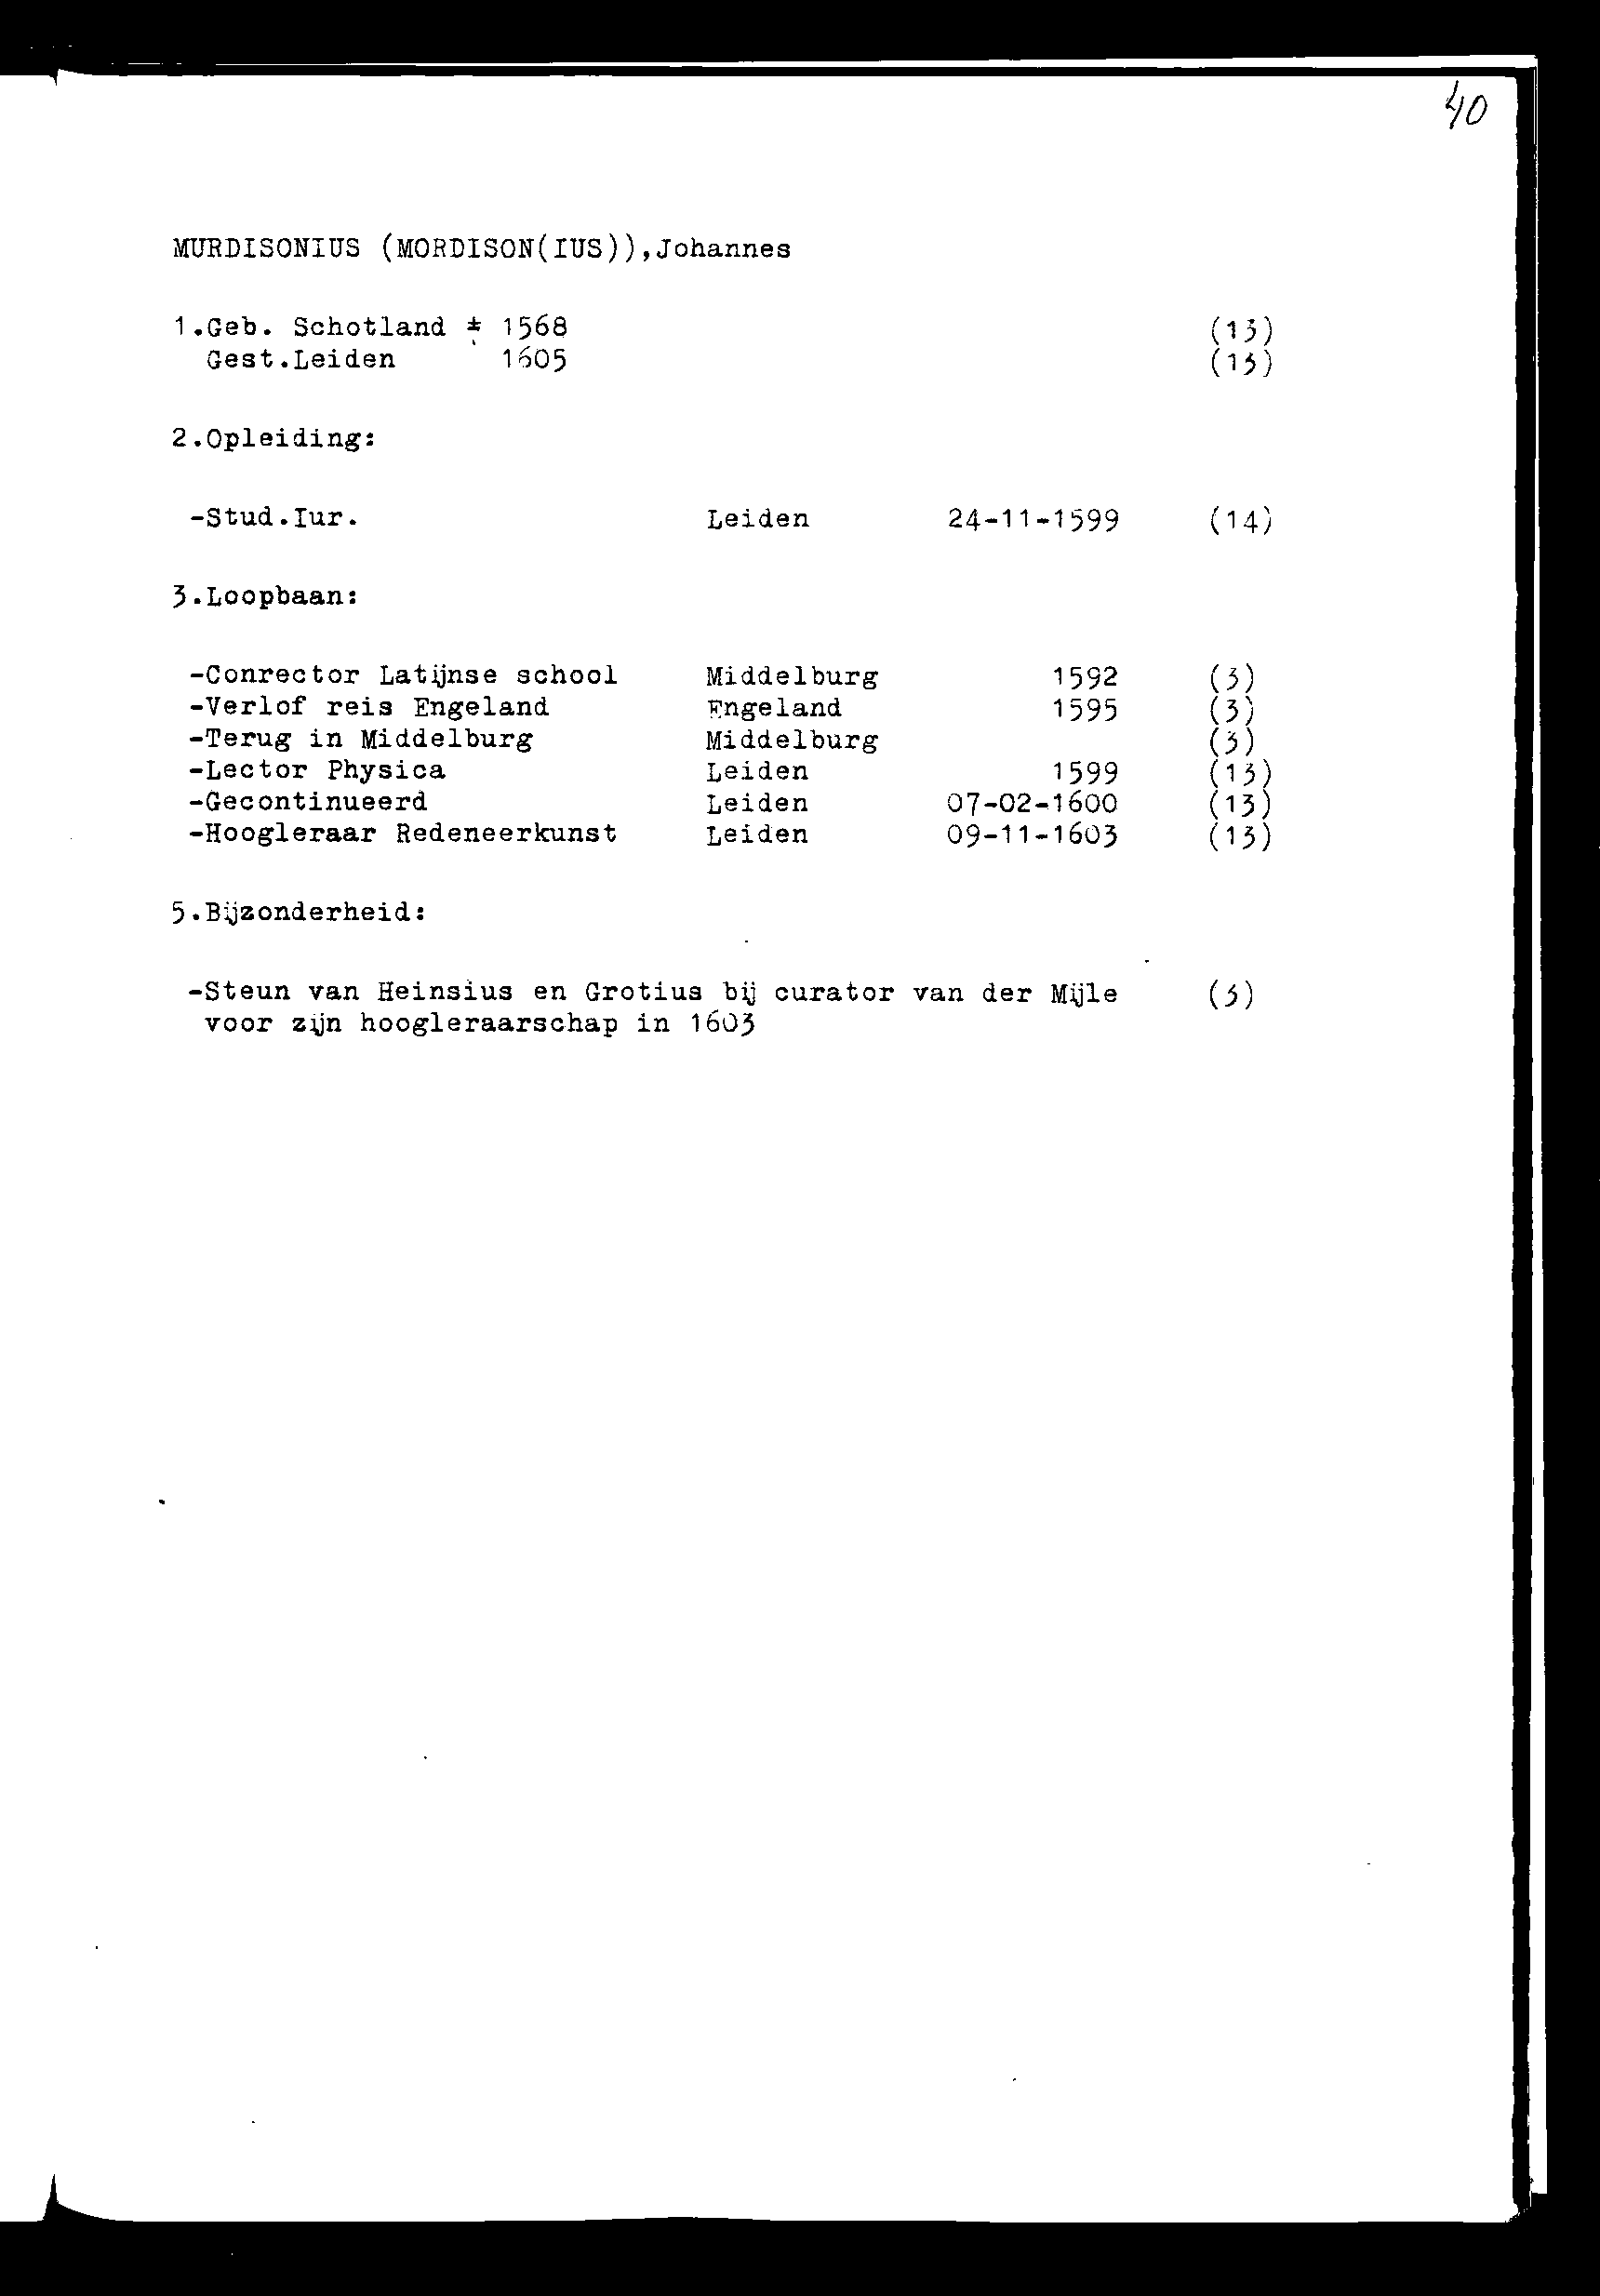 40
MURDISONIUS (MORDISON(IUS)),Johannes
1.Geb. Schotland ± 1568 (13)
Gest.Leiden 1605 (13)
2.Opleiding:
-Stud.Iur. Leiden 24-11-1599 (14)
3.Loopbaan:
-Conrector Latijnse school Middelburg 1592 (3)
-Verlof reis Engeland Engeland 1595 (3)
-Terug in Middelburg Middelburg (3)
-Lector Physica Leiden 1599 (13)
-Gecontinueerd Leiden 07-02-1600 (13)
-Hoogleraar Redeneerkunst Leiden 09-11-1603 (13)
5.Bijzonderheid:
-Steun van Heinsius en Grotius bij curator van der Mijle (3)
voor zijn hoogleraarschap in 1603